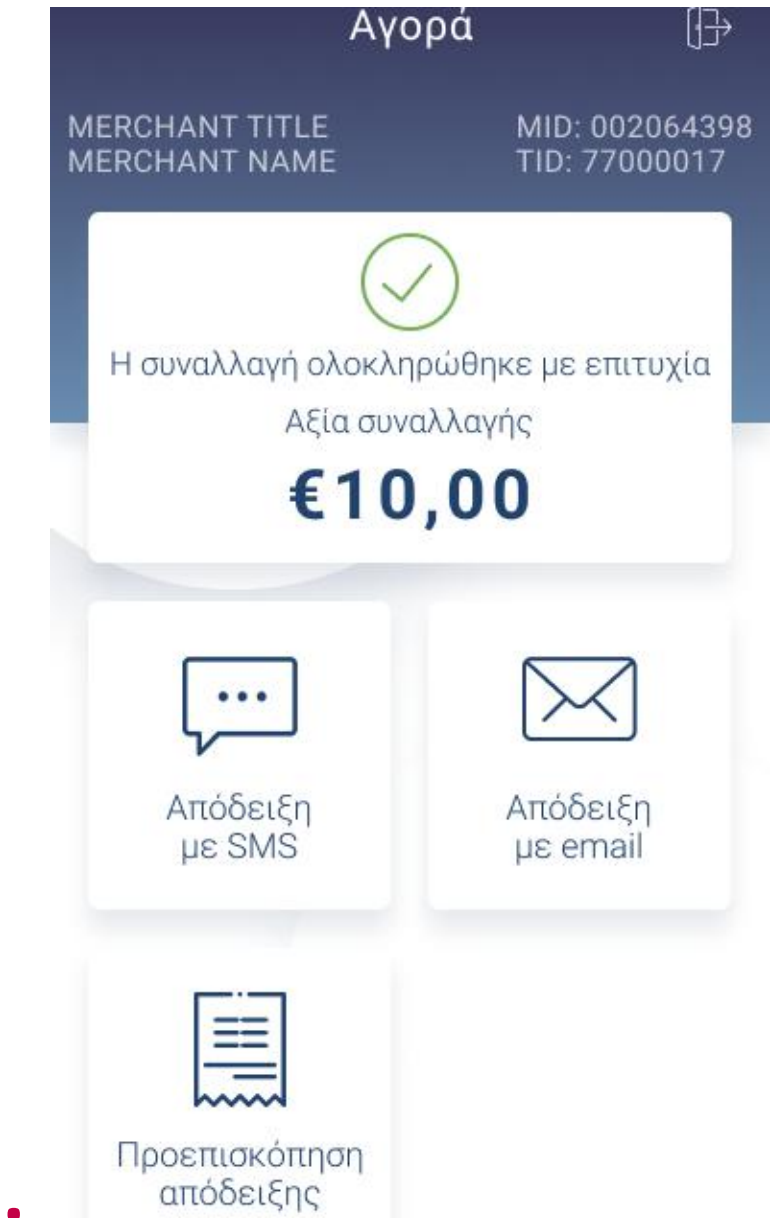 Αγορά
MERCHANT TITLE
MERCHANT NAME
MID: 002064398
TID: 77000017
Η συναλλαγή ολοκληρώθηκε με επιτυχία
Αξία συναλλαγής
€10,00
Απόδειξη
με SMS
Απόδειξη
με email
Προεπισκόπηση
απόδειξης